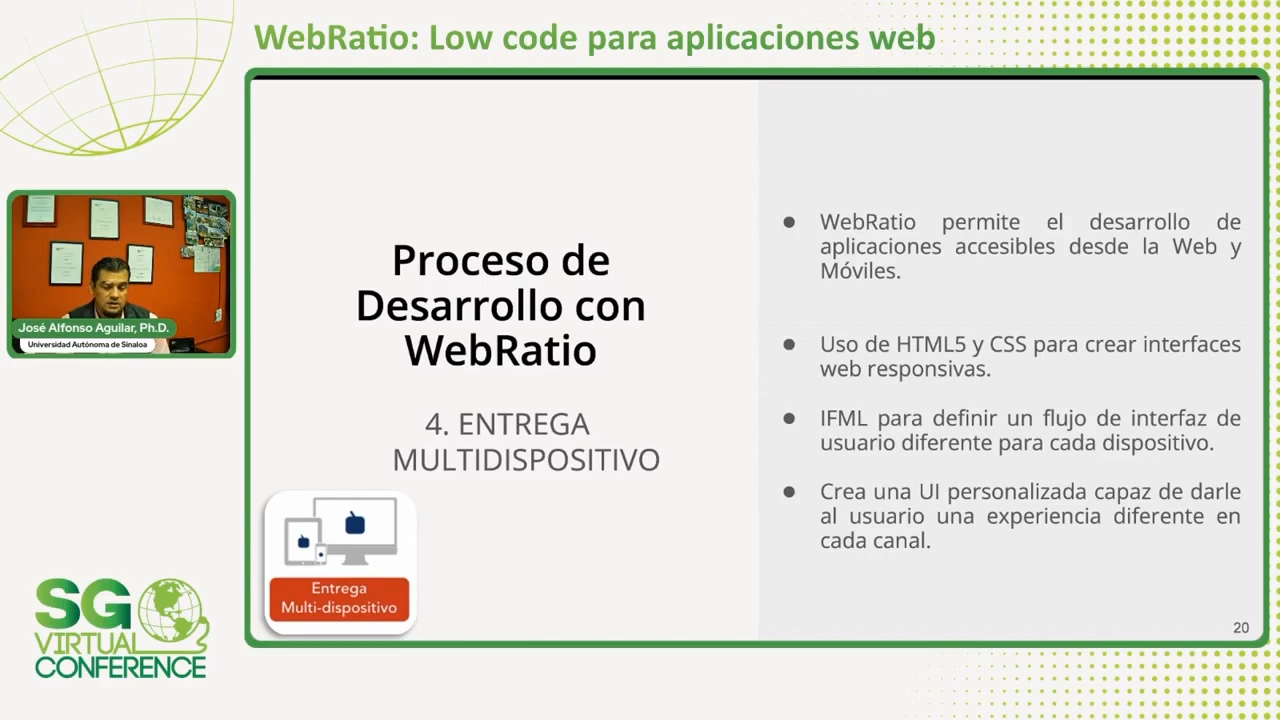 WebRatio: Low code para aplicaciones web
José Alfonso Aguilar, Ph.D.
Universidad Autónoma de Sinaloa
Proceso de
Desarrollo con
WebRatio
4. ENTREGA
MULTIDISPOSITIVO
Entrega
Multi-dispositivo
● WebRatio permite el desarrollo de
aplicaciones accesibles desde la Web y
Móviles.
● Uso de HTML5 y CSS para crear interfaces
web responsivas.
● IFML para definir un flujo de interfaz de
usuario diferente para cada dispositivo.
● Crea una UI personalizada capaz de darle
al usuario una experiencia diferente en
cada canal.
20
SG
VIRTUAL
CONFERENCE